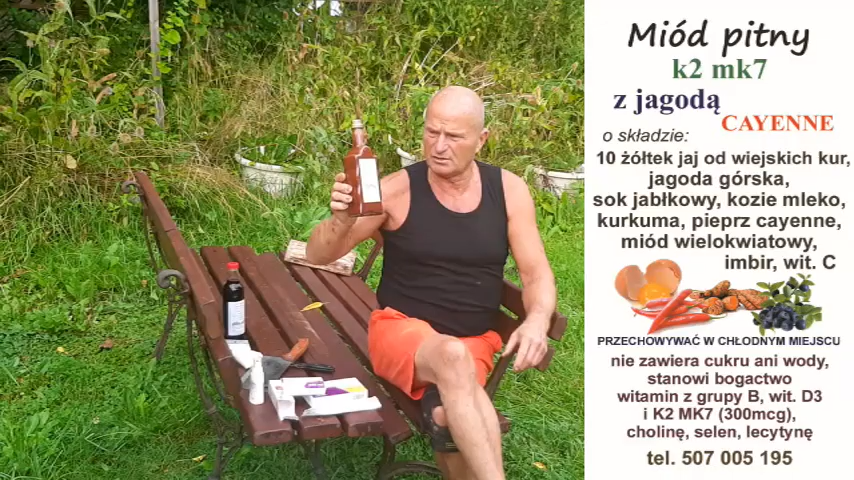 Miód pitny
k2 mk7
z jagodą
CAYENNE
o składzie:
10 żółtek jaj od wiejskich kur,
jagoda górska,
sok jabłkowy, kozie mleko,
kurkuma, pieprz cayenne,
miód wielokwiatowy,
imbir, wit. C
PRZECHOWYWAĆ W CHŁODNYM MIEJSCU
nie zawiera cukru ani wody,
stanowi bogactwo
witamin z grupy B, wit. D3
i K2 MK7 (300mcg),
cholinę, selen, lecytynę
tel. 507 005 195